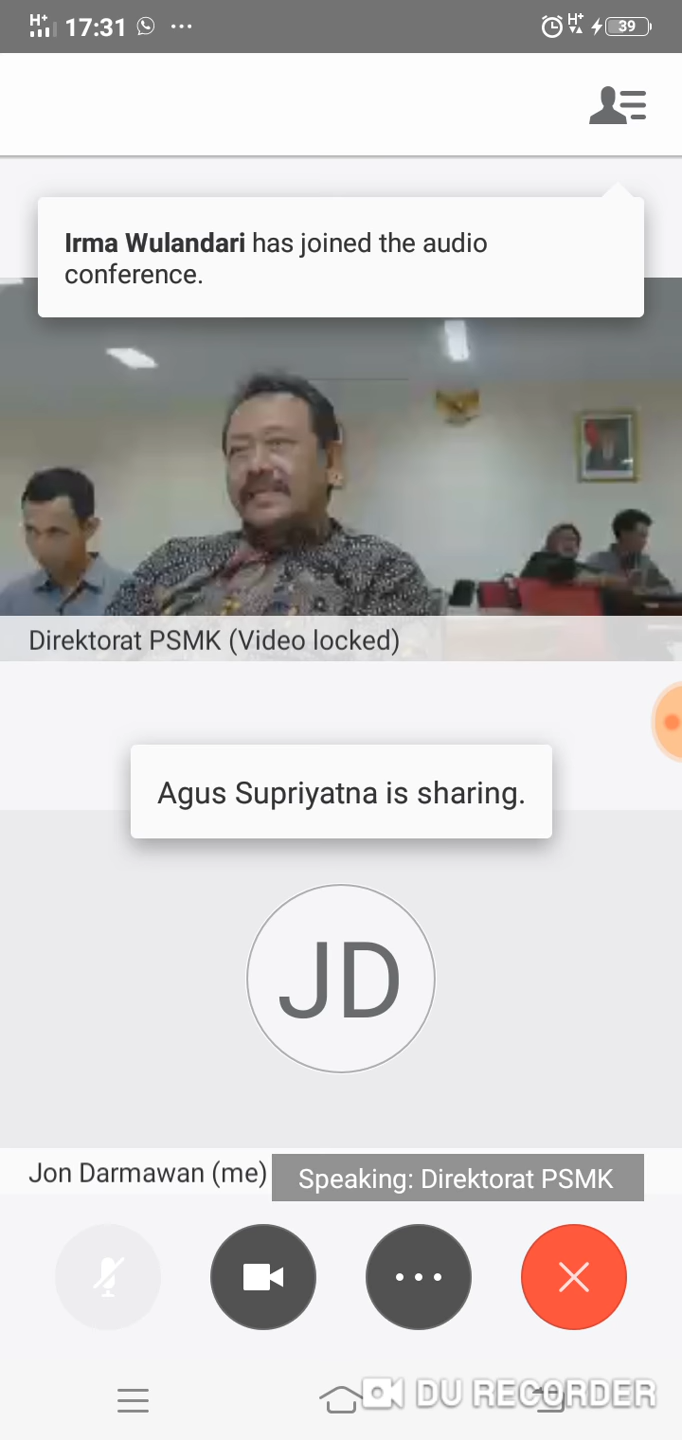 H+ 17:31 ... H+ 39
Irma Wulandari has joined the audio
conference.
Direktorat PSMK (Video locked)
Agus Supriyatna is sharing.
JD
Jon Darmawan (me) Speaking: Direktorat PSMK
DU RECORDER